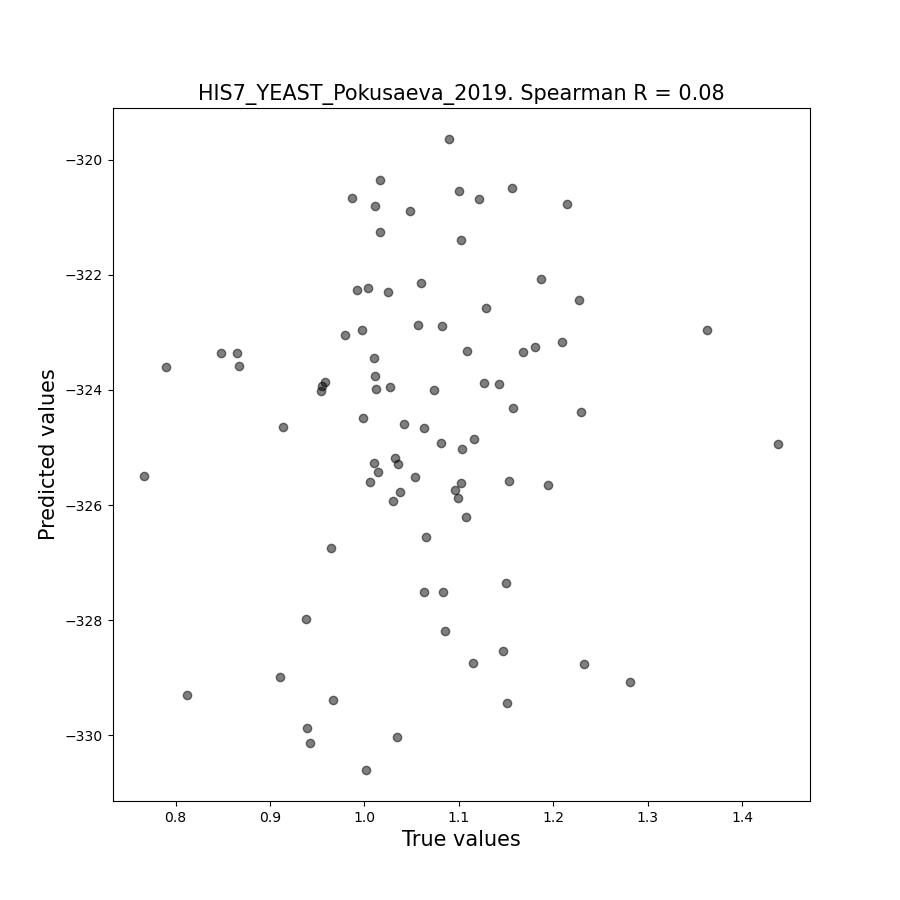 HIS7_YEAST_Pokusaeva_2019. Spearman R = 0.08
Predicted values
−320
−322
−324
−326
−328
−330
0.8 0.9 1.0 1.1 1.2 1.3 1.4
True values